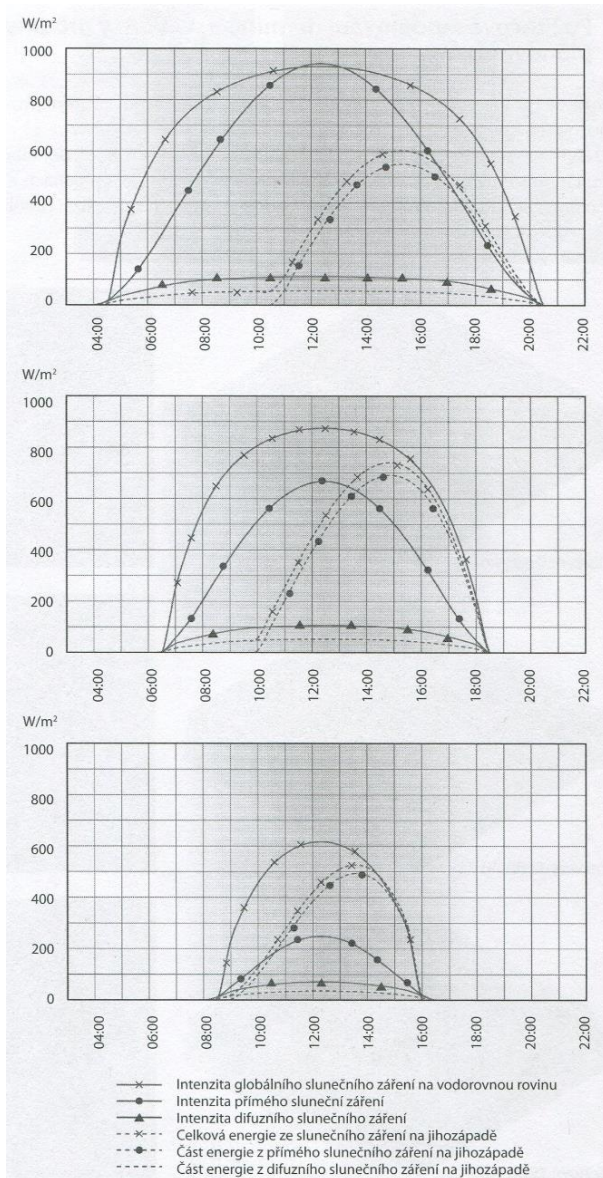 W/m²
1000
800
600
400
200
0
04:00 06:00 08:00 10:00 12:00 14:00 16:00 18:00 20:00 22:00
W/m²
1000
800
600
400
200
0
04:00 06:00 08:00 10:00 12:00 14:00 16:00 18:00 20:00 22:00
W/m²
1000
800
600
400
200
0
04:00 06:00 08:00 10:00 12:00 14:00 16:00 18:00 20:00 22:00
Intenzita globálního slunečního záření na vodorovnou rovinu
Intenzita přímého sluneční záření
Intenzita difuzního slunečního záření
Celková energie ze slunečního záření na jihozápadě
Část energie z přímého slunečního záření na jihozápadě
Část energie z difuzního slunečního záření na jihozápadě